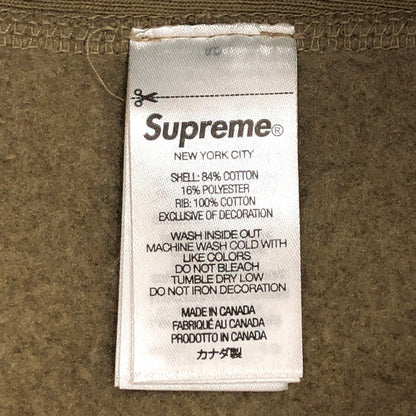 Supreme®
NEW YORK CITY
SHELL: 84% COTTON
16% POLYESTER
RIB: 100% COTTON
EXCLUSIVE OF DECORATION
WASH INSIDE OUT
MACHINE WASH COLD WITH
LIKE COLORS
DO NOT BLEACH
TUMBLE DRY LOW
DO NOT IRON DECORATION
MADE IN CANADA
FABRIQUÉ AU CANADA
PRODOTTO IN CANADA
カナダ製